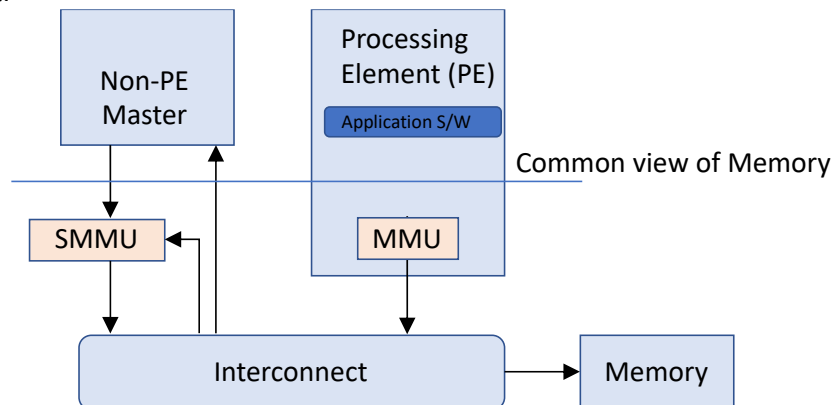 Processing
Element (PE)
Non-PE
Master
Application S/W
Common view of Memory
SMMU
MMU
Interconnect
Memory